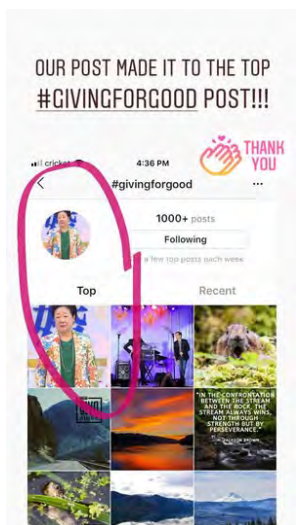 OUR POST MADE IT TO THE TOP
#GIVINGFORGOOD POST!!!
THANK
YOU
cricket
4:36 PM
#givingforgood
...
1000+ posts
Following
a few top posts each week
Top
Recent
"IN THE CONFRONTATION
BETWEEN THE STREAM
AND THE ROCK, THE
STREAM ALWAYS WINS,
NOT THROUGH
STRENGTH BUT BY
PERSEVERANCE."